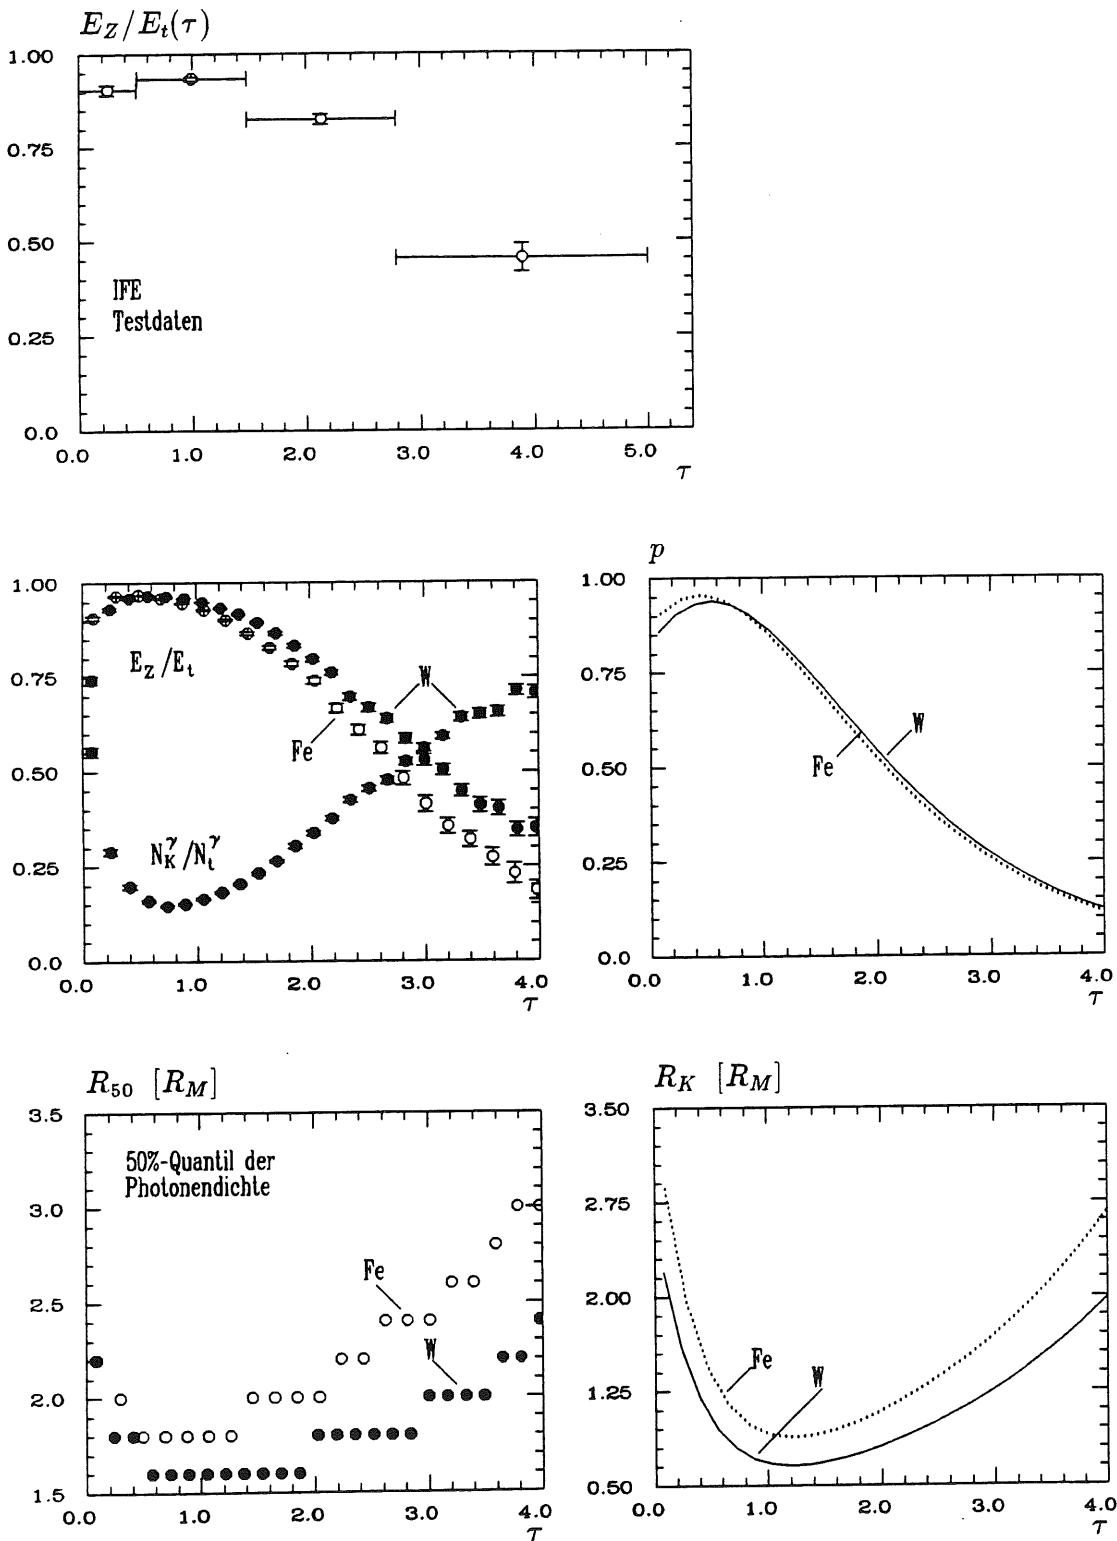 E_Z/E_t(τ)
1.00
0.75
0.50
0.25
0.0
IFE
Testdaten
0.0 1.0 2.0 3.0 4.0 5.0
τ
1.00
0.75
0.50
0.25
0.0
E_Z/E_t
W
Fe
N_K^γ/N_t^γ
0.0 1.0 2.0 3.0 4.0
τ
p
1.00
0.75
0.50
0.25
0.0
W
Fe
0.0 1.0 2.0 3.0 4.0
τ
R_50 [R_M]
3.5
3.0
2.5
2.0
1.5
50%-Quantil der
Photonendichte
Fe
W
0.0 1.0 2.0 3.0 4.0
τ
R_K [R_M]
3.50
2.75
2.00
1.25
0.50
Fe
W
0.0 1.0 2.0 3.0 4.0
τ